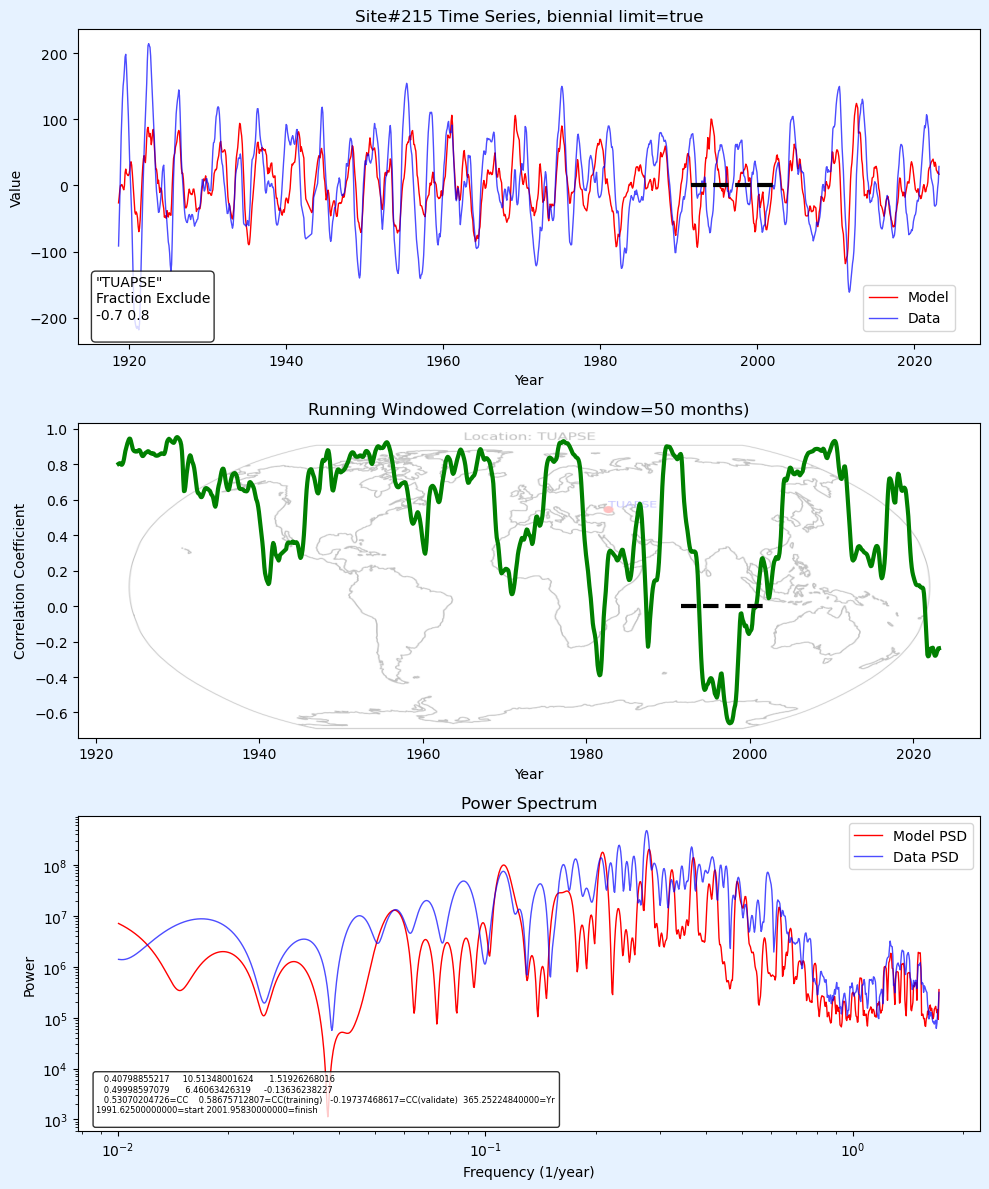 Site#215 Time Series, biennial limit=true
Value
200
100
0
−100
−200
"TUAPSE"
Fraction Exclude
-0.7 0.8
Model
Data
1920 1940 1960 1980 2000 2020
Year
Running Windowed Correlation (window=50 months)
Correlation Coefficient
1.0
0.8
0.6
0.4
0.2
0.0
−0.2
−0.4
−0.6
Location: TUAPSE
TUAPSE
1920 1940 1960 1980 2000 2020
Year
Power Spectrum
Power
10⁸
10⁷
10⁶
10⁵
10⁴
10³
Model PSD
Data PSD
0.40798855217 10.51348001624 1.51926268016
0.49998597079 6.46063426319 -0.13636238227
0.53070204726=CC 0.58675712807=CC(training) -0.19737468617=CC(validate) 365.25224840000=Yr
1991.62500000000=start 2001.95830000000=finish
10⁻² 10⁻¹ 10⁰
Frequency (1/year)